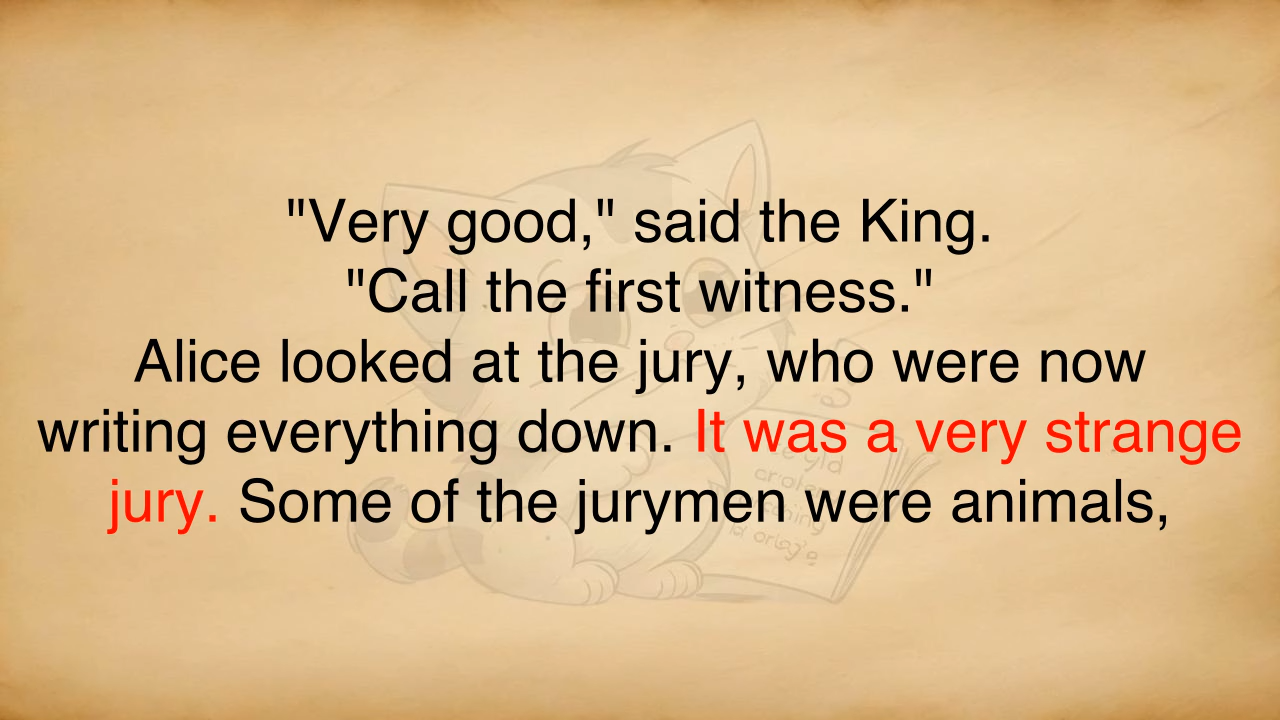 "Very good," said the King.
"Call the first witness."
Alice looked at the jury, who were now
writing everything down. It was a very strange
jury. Some of the jurymen were animals,